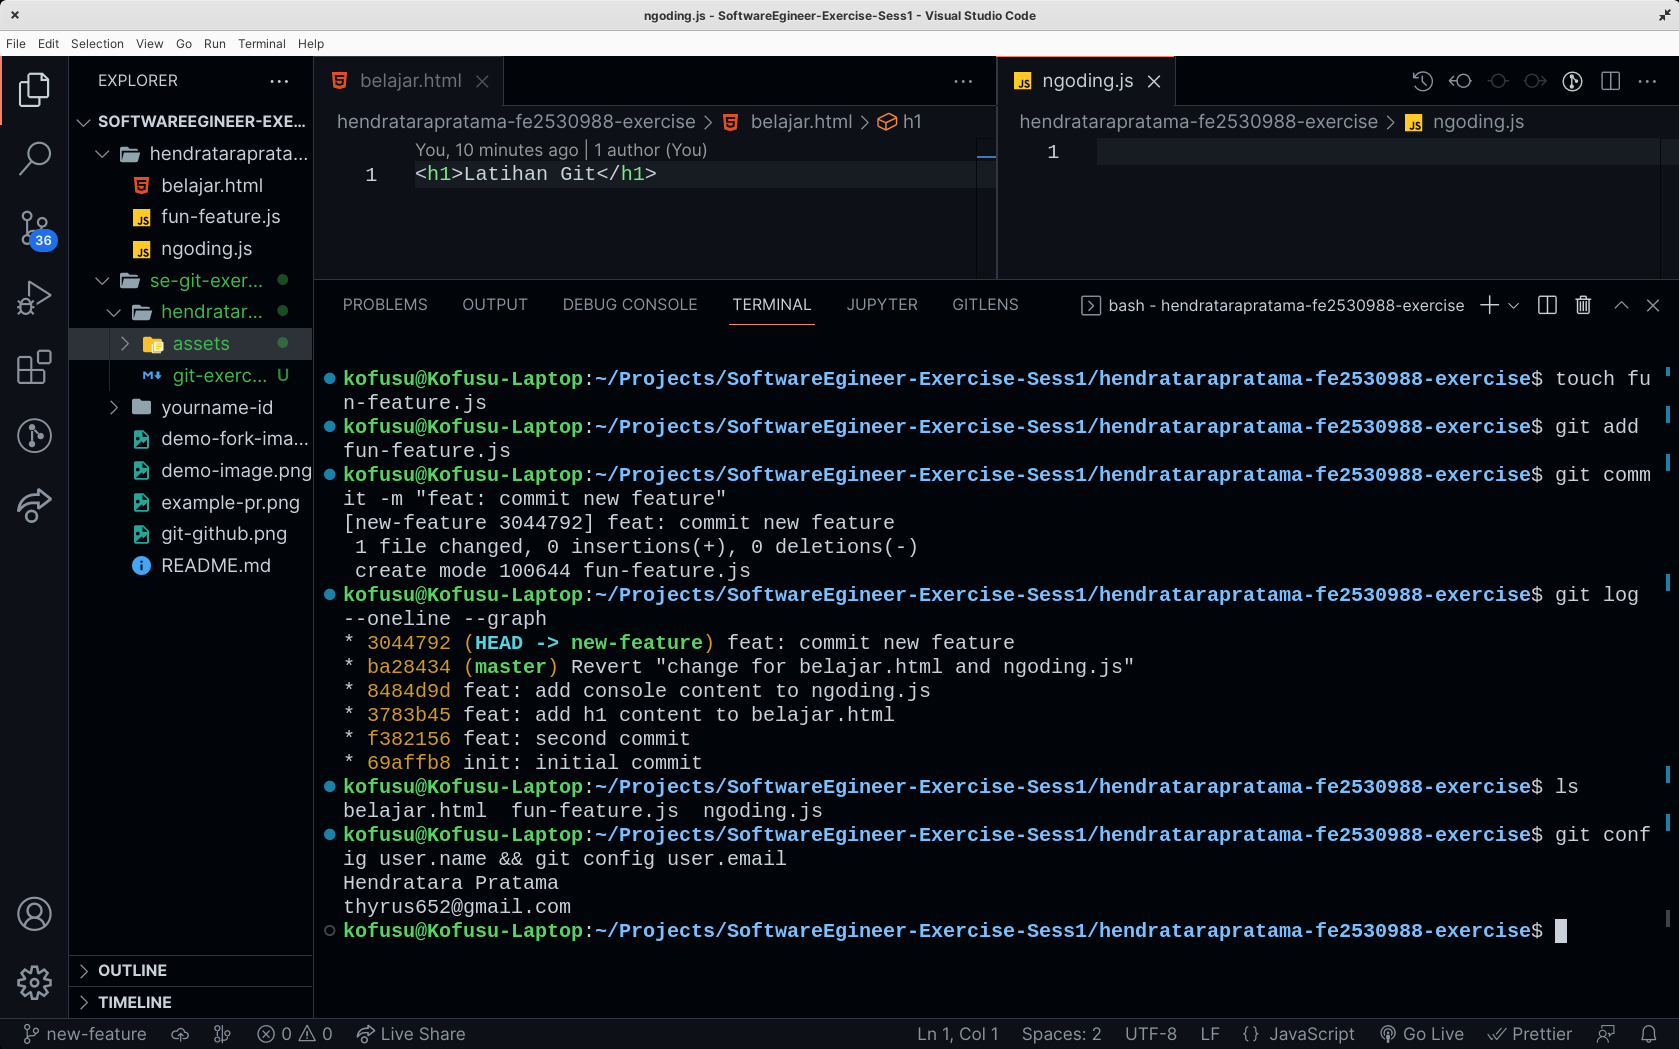 ngoding.js - SoftwareEgineer-Exercise-Sess1 - Visual Studio Code
File Edit Selection View Go Run Terminal Help
EXPLORER
SOFTWAREEGINEER-EXE...
hendrataraprata...
belajar.html
fun-feature.js
ngoding.js
se-git-exer...
hendratar...
assets
git-exerc... U
yourname-id
demo-fork-ima...
demo-image.png
example-pr.png
git-github.png
README.md
OUTLINE
TIMELINE
36
belajar.html
hendratarapratama-fe2530988-exercise > belajar.html > h1
You, 10 minutes ago | 1 author (You)
1 <h1>Latihan Git</h1>
ngoding.js
hendratarapratama-fe2530988-exercise > ngoding.js
1
PROBLEMS OUTPUT DEBUG CONSOLE TERMINAL JUPYTER GITLENS
bash - hendratarapratama-fe2530988-exercise
kofusu@Kofusu-Laptop:~/Projects/SoftwareEgineer-Exercise-Sess1/hendratarapratama-fe2530988-exercise$ touch fu
n-feature.js
kofusu@Kofusu-Laptop:~/Projects/SoftwareEgineer-Exercise-Sess1/hendratarapratama-fe2530988-exercise$ git add
fun-feature.js
kofusu@Kofusu-Laptop:~/Projects/SoftwareEgineer-Exercise-Sess1/hendratarapratama-fe2530988-exercise$ git comm
it -m "feat: commit new feature"
[new-feature 3044792] feat: commit new feature
1 file changed, 0 insertions(+), 0 deletions(-)
create mode 100644 fun-feature.js
kofusu@Kofusu-Laptop:~/Projects/SoftwareEgineer-Exercise-Sess1/hendratarapratama-fe2530988-exercise$ git log
--oneline --graph
* 3044792 (HEAD -> new-feature) feat: commit new feature
* ba28434 (master) Revert "change for belajar.html and ngoding.js"
* 8484d9d feat: add console content to ngoding.js
* 3783b45 feat: add h1 content to belajar.html
* f382156 feat: second commit
* 69affb8 init: initial commit
kofusu@Kofusu-Laptop:~/Projects/SoftwareEgineer-Exercise-Sess1/hendratarapratama-fe2530988-exercise$ ls
belajar.html fun-feature.js ngoding.js
kofusu@Kofusu-Laptop:~/Projects/SoftwareEgineer-Exercise-Sess1/hendratarapratama-fe2530988-exercise$ git conf
ig user.name && git config user.email
Hendratara Pratama
thyrus652@gmail.com
kofusu@Kofusu-Laptop:~/Projects/SoftwareEgineer-Exercise-Sess1/hendratarapratama-fe2530988-exercise$
new-feature 0 0 Live Share Ln 1, Col 1 Spaces: 2 UTF-8 LF {} JavaScript Go Live Prettier